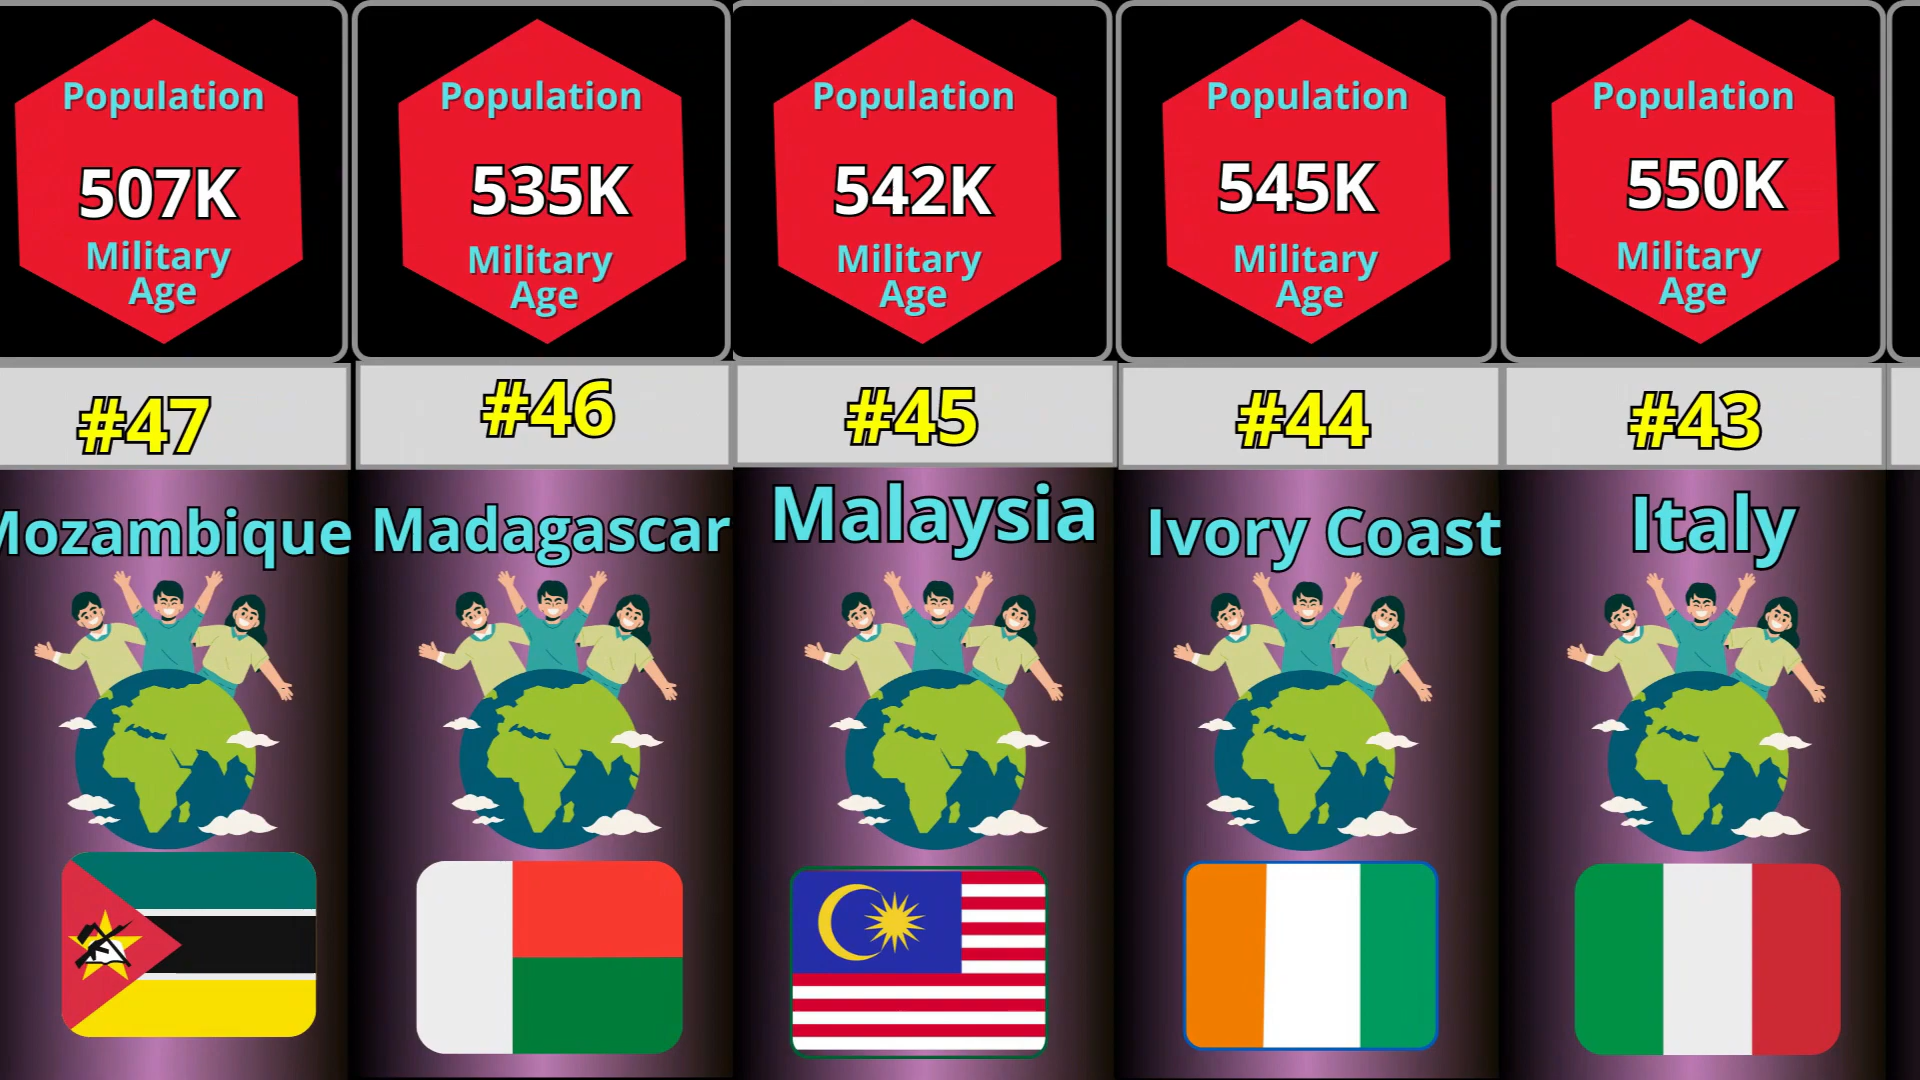 Population
507K
Military
Age
#47
Mozambique
Population
535K
Military
Age
#46
Madagascar
Population
542K
Military
Age
#45
Malaysia
Population
545K
Military
Age
#44
Ivory Coast
Population
550K
Military
Age
#43
Italy